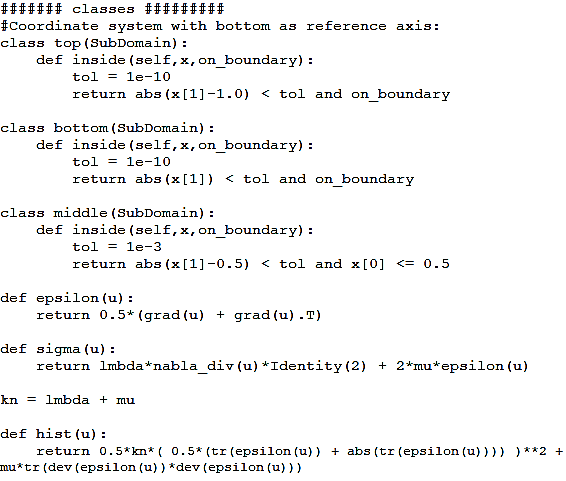 ####### classes #########
#Coordinate system with bottom as reference axis:
class top(SubDomain):
    def inside(self,x,on_boundary):
        tol = 1e-10
        return abs(x[1]-1.0) < tol and on_boundary

class bottom(SubDomain):
    def inside(self,x,on_boundary):
        tol = 1e-10
        return abs(x[1]) < tol and on_boundary

class middle(SubDomain):
    def inside(self,x,on_boundary):
        tol = 1e-3
        return abs(x[1]-0.5) < tol and x[0] <= 0.5

def epsilon(u):
    return 0.5*(grad(u) + grad(u).T)

def sigma(u):
    return lmbda*nabla_div(u)*Identity(2) + 2*mu*epsilon(u)

kn = lmbda + mu

def hist(u):
    return 0.5*kn*( 0.5*(tr(epsilon(u)) + abs(tr(epsilon(u)))) )**2 +
mu*tr(dev(epsilon(u))*dev(epsilon(u)))